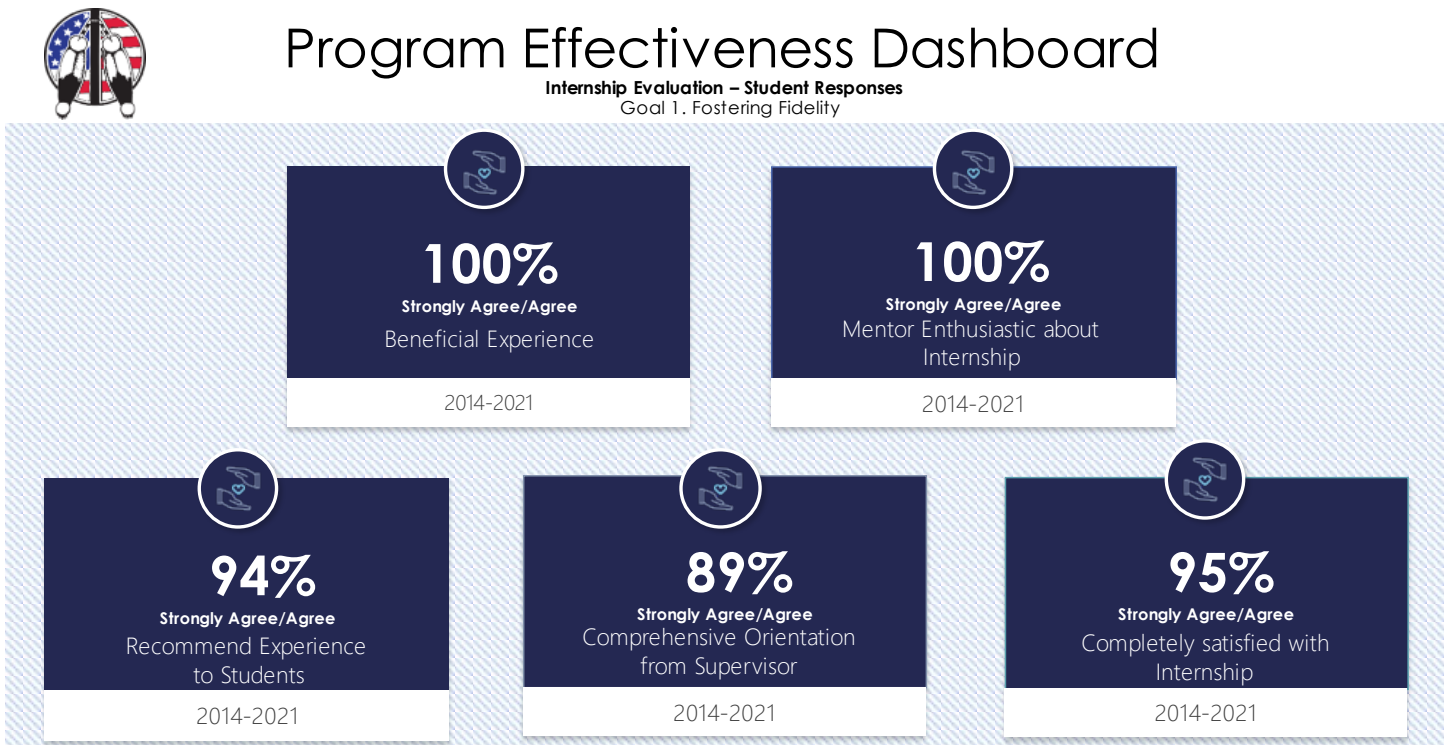 Program Effectiveness Dashboard
Internship Evaluation – Student Responses
Goal 1. Fostering Fidelity
100%
Strongly Agree/Agree
Beneficial Experience
2014-2021
100%
Strongly Agree/Agree
Mentor Enthusiastic about
Internship
2014-2021
94%
Strongly Agree/Agree
Recommend Experience
to Students
2014-2021
89%
Strongly Agree/Agree
Comprehensive Orientation
from Supervisor
2014-2021
95%
Strongly Agree/Agree
Completely satisfied with
Internship
2014-2021